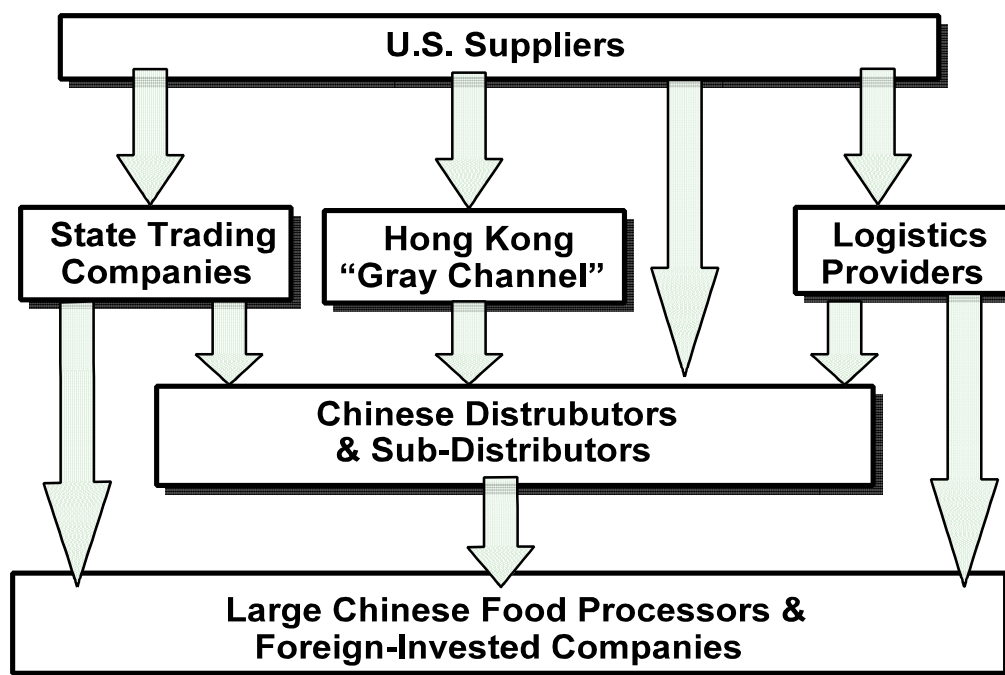 U.S. Suppliers
State Trading
Companies
Hong Kong
“Gray Channel”
Logistics
Providers
Chinese Distrubutors
& Sub-Distributors
Large Chinese Food Processors &
Foreign-Invested Companies